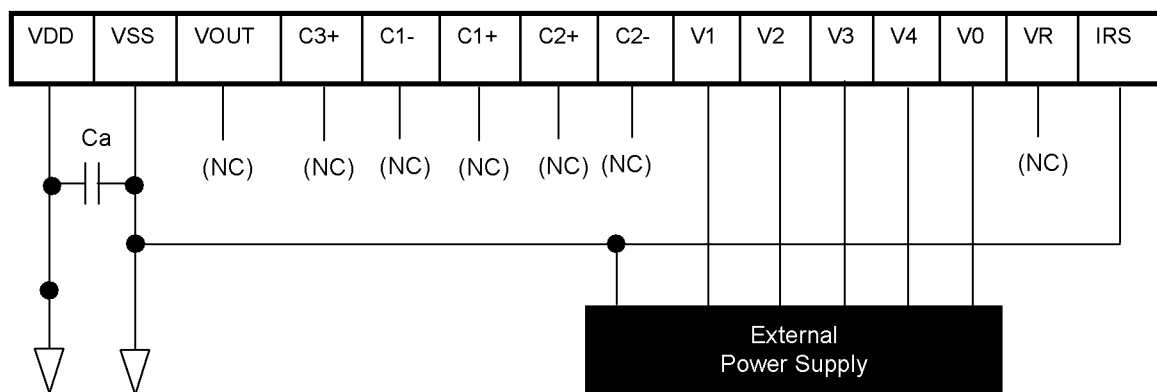 VDD VSS VOUT C3+ C1- C1+ C2+ C2- V1 V2 V3 V4 V0 VR IRS
Ca
(NC) (NC) (NC) (NC) (NC) (NC) (NC)
External
Power Supply